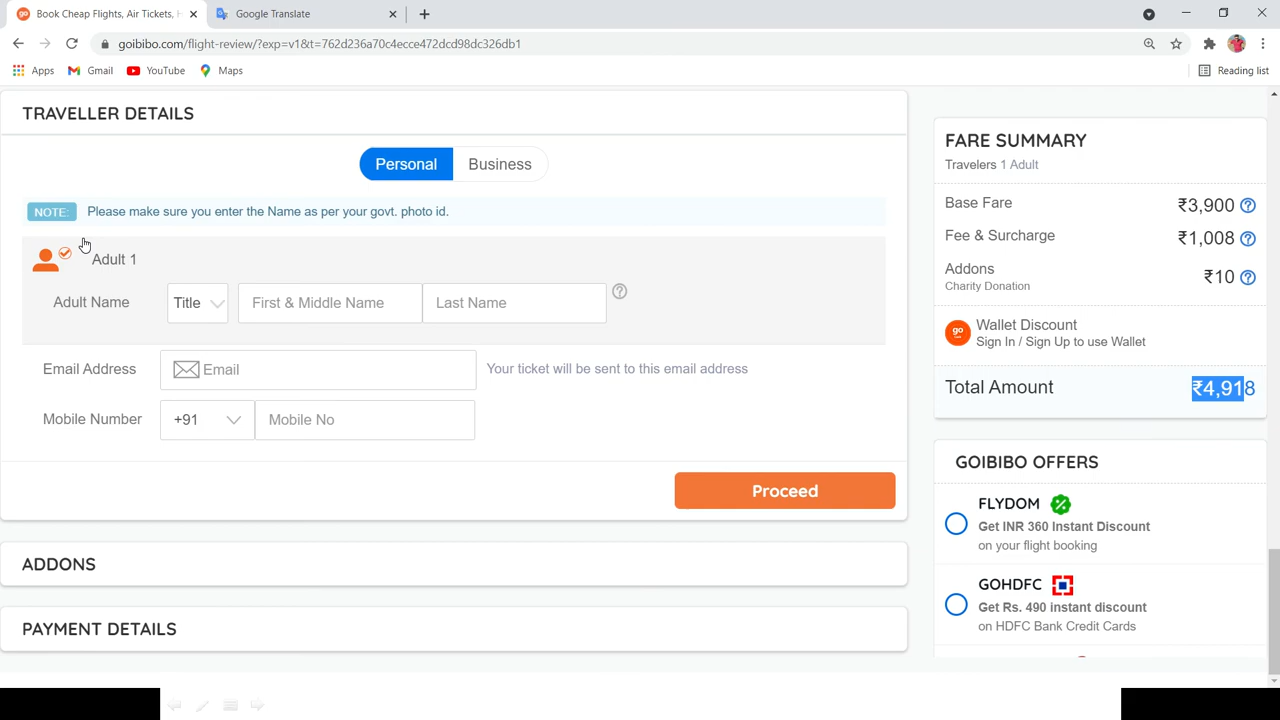 Book Cheap Flights, Air Tickets, H
Google Translate
goibibo.com/flight-review/?exp=v1&t=762d236a70c4ecce472dcd98dc326db1
Apps
Gmail
YouTube
Maps
Reading list
TRAVELLER DETAILS
Personal
Business
NOTE:
Please make sure you enter the Name as per your govt. photo id.
Adult 1
Adult Name
Title
First & Middle Name
Last Name
Email Address
Email
Your ticket will be sent to this email address
Mobile Number
+91
Mobile No
Proceed
ADDONS
PAYMENT DETAILS
FARE SUMMARY
Travelers 1 Adult
Base Fare
₹3,900
Fee & Surcharge
₹1,008
Addons
Charity Donation
₹10
go
Wallet Discount
Sign In / Sign Up to use Wallet
Total Amount
₹4,918
GOIBIBO OFFERS
FLYDOM
Get INR 360 Instant Discount
on your flight booking
GOHDFC
Get Rs. 490 instant discount
on HDFC Bank Credit Cards